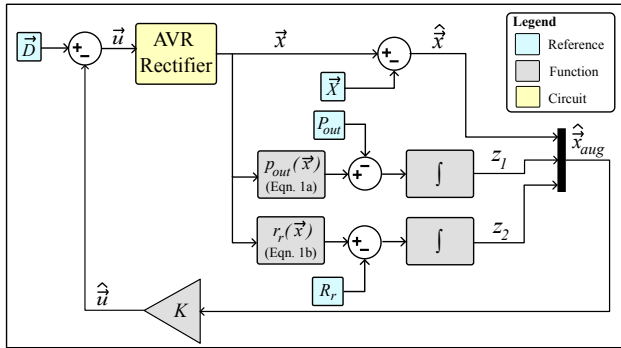 Legend
Reference
Function
Circuit
D⃗
+
−
u⃗
AVR
Rectifier
x⃗
+
−
x⃗̂
X⃗
P_out
p_out(x⃗)
(Eqn. 1a)
+
−
∫
z_1
x⃗̂_aug
r_r(x⃗)
(Eqn. 1b)
+
−
∫
z_2
R_r
u⃗̂
K